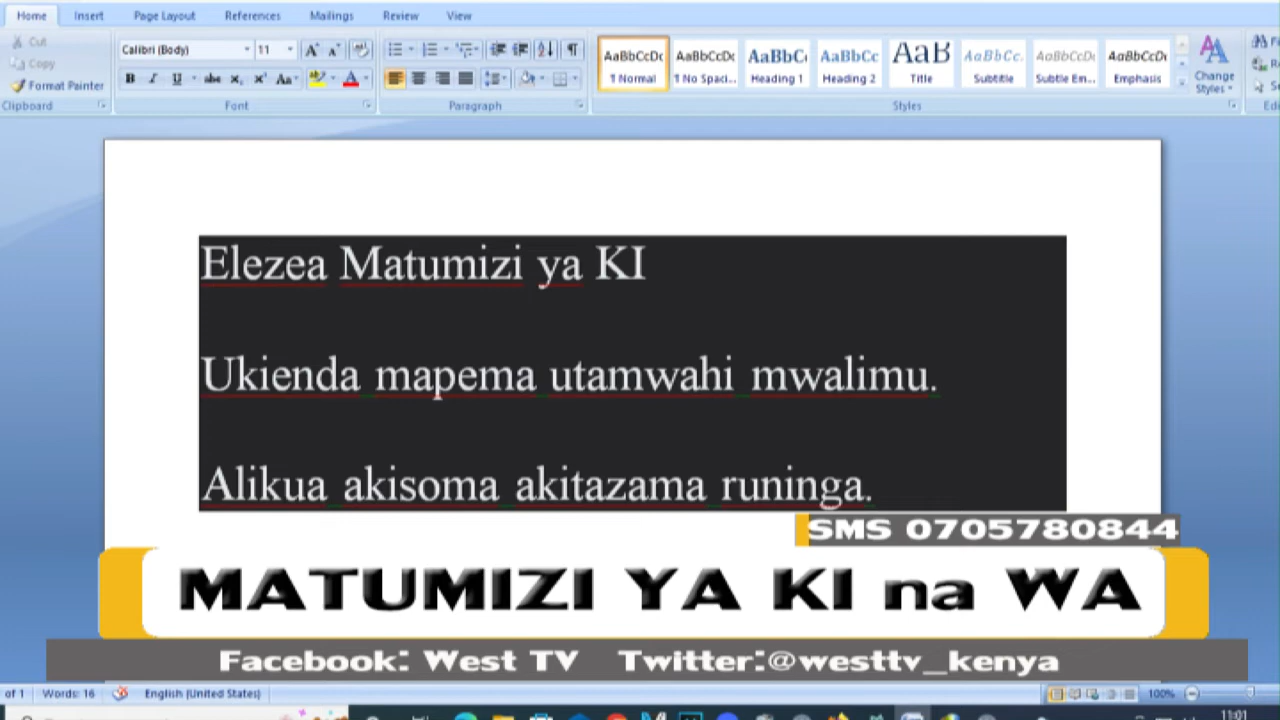 Home Insert Page Layout References Mailings Review View
Cut
Copy
Format Painter
Clipboard
Calibri (Body) 11
Font
Paragraph
AaBbCcDc AaBbCcDc AaBbC AaBbCc AaB AaBbCc. AaBbCcDc AaBbCcDc
¶ Normal ¶ No Spaci... Heading 1 Heading 2 Title Subtitle Subtle Em... Emphasis
Change Styles
Styles
Elezea Matumizi ya KI
Ukienda mapema utamwahi mwalimu.
Alikua akisoma akitazama runinga.
SMS 0705780844
MATUMIZI YA KI na WA
Facebook: West TV Twitter:@westtv_kenya
of 1 Words: 16 English (United States) 100%
11:01